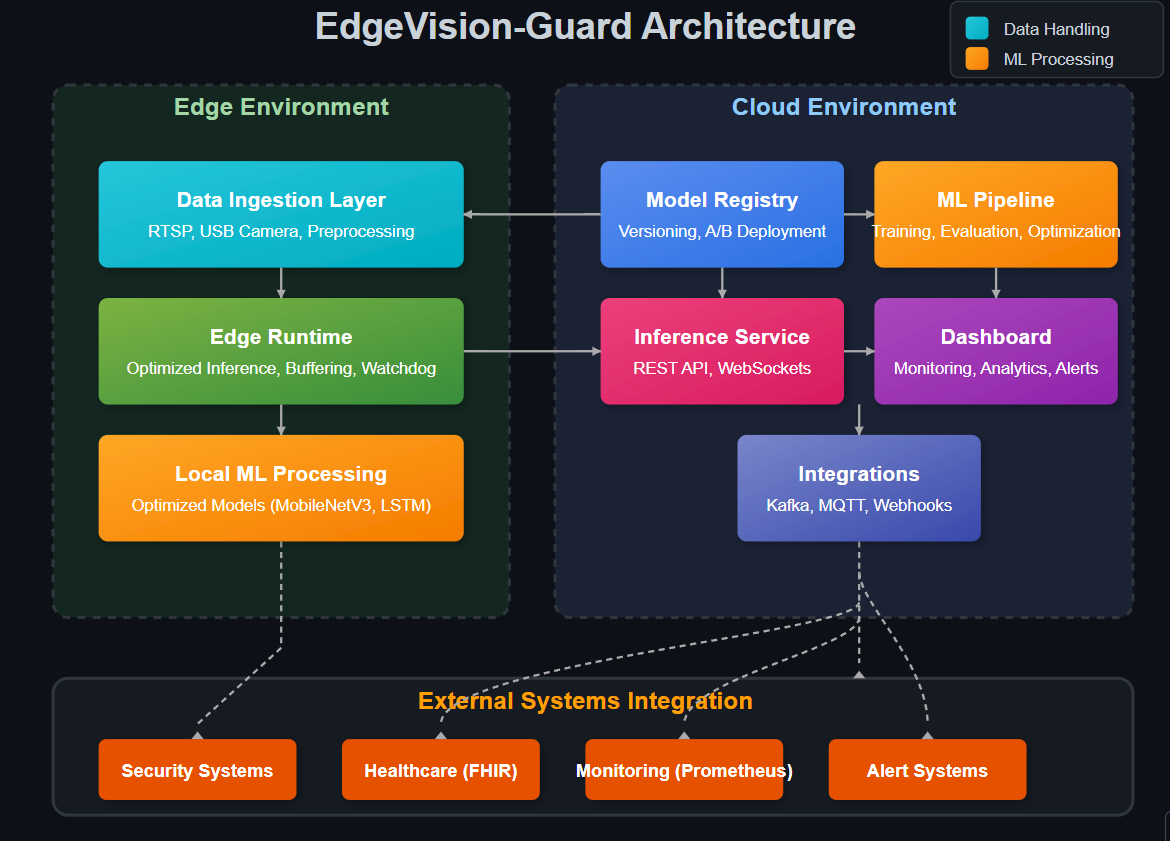 EdgeVision-Guard Architecture
Data Handling
ML Processing
Edge Environment
Cloud Environment
Data Ingestion Layer
RTSP, USB Camera, Preprocessing
Model Registry
Versioning, A/B Deployment
ML Pipeline
Training, Evaluation, Optimization
Edge Runtime
Optimized Inference, Buffering, Watchdog
Inference Service
REST API, WebSockets
Dashboard
Monitoring, Analytics, Alerts
Local ML Processing
Optimized Models (MobileNetV3, LSTM)
Integrations
Kafka, MQTT, Webhooks
External Systems Integration
Security Systems
Healthcare (FHIR)
Monitoring (Prometheus)
Alert Systems